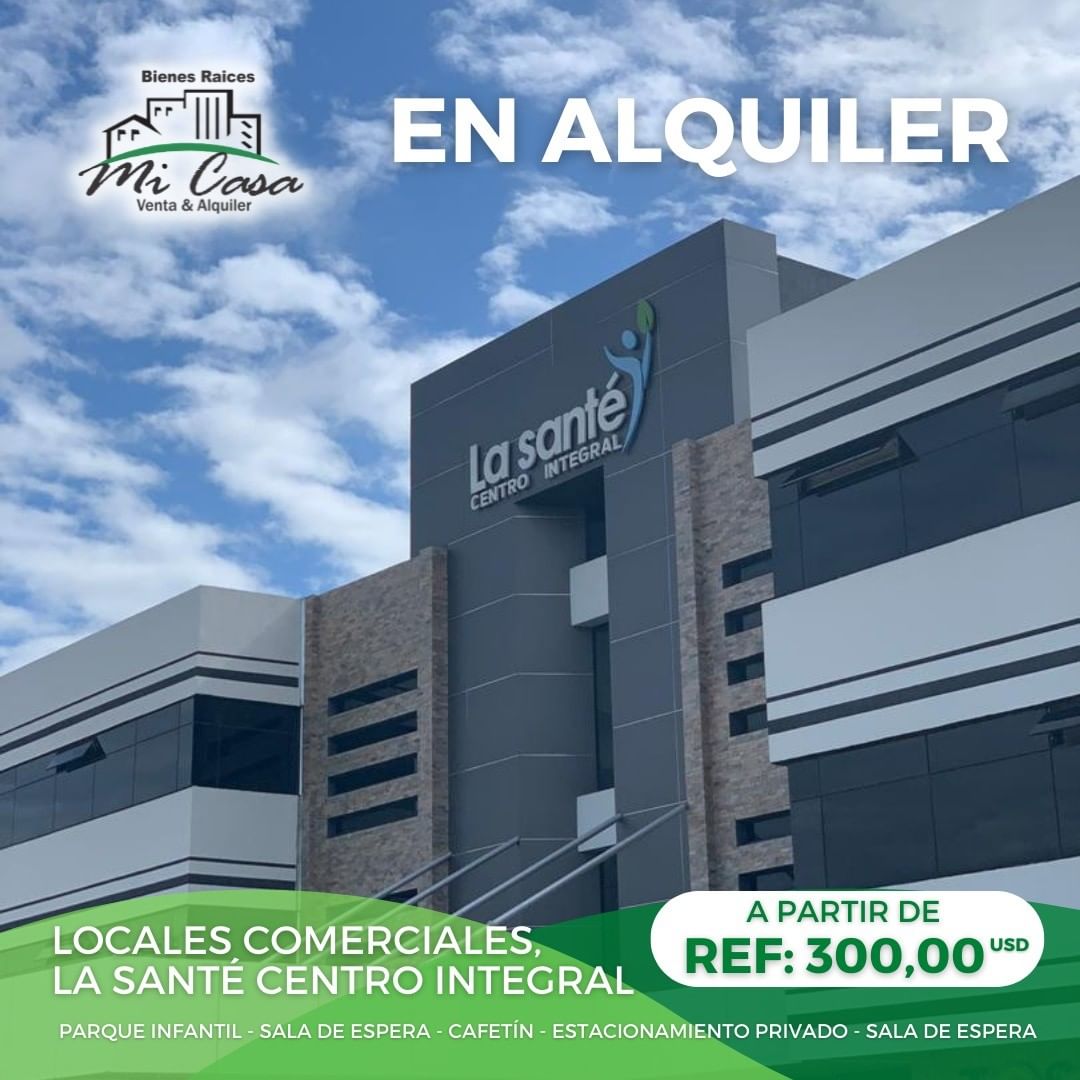 Bienes Raices
Mi Casa
Venta & Alquiler
EN ALQUILER
La santé
CENTRO INTEGRAL
LOCALES COMERCIALES,
LA SANTÉ CENTRO INTEGRAL
A PARTIR DE
REF: 300,00 USD
PARQUE INFANTIL - SALA DE ESPERA - CAFETÍN - ESTACIONAMIENTO PRIVADO - SALA DE ESPERA